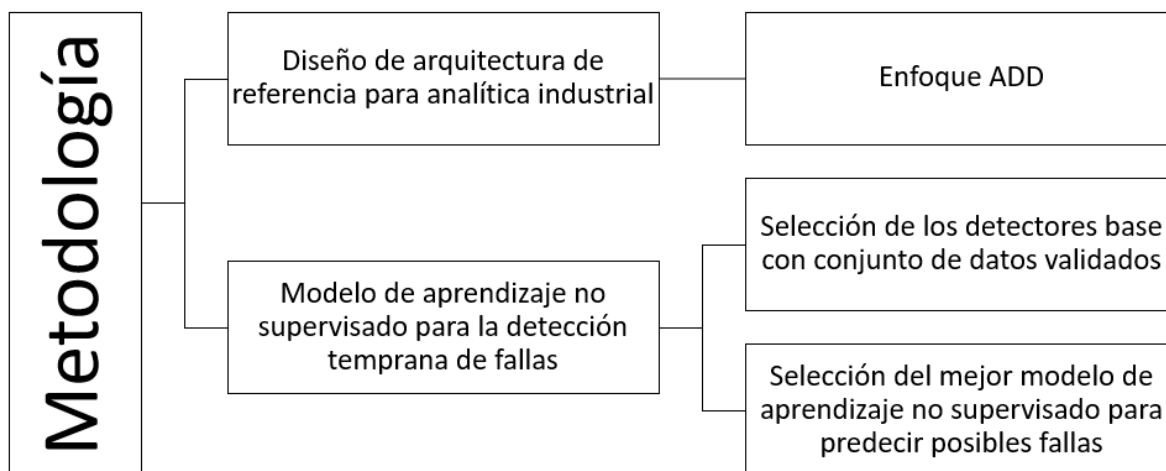 Metodología
Diseño de arquitectura de
referencia para analítica industrial
Enfoque ADD
Modelo de aprendizaje no
supervisado para la detección
temprana de fallas
Selección de los detectores base
con conjunto de datos validados
Selección del mejor modelo de
aprendizaje no supervisado para
predecir posibles fallas